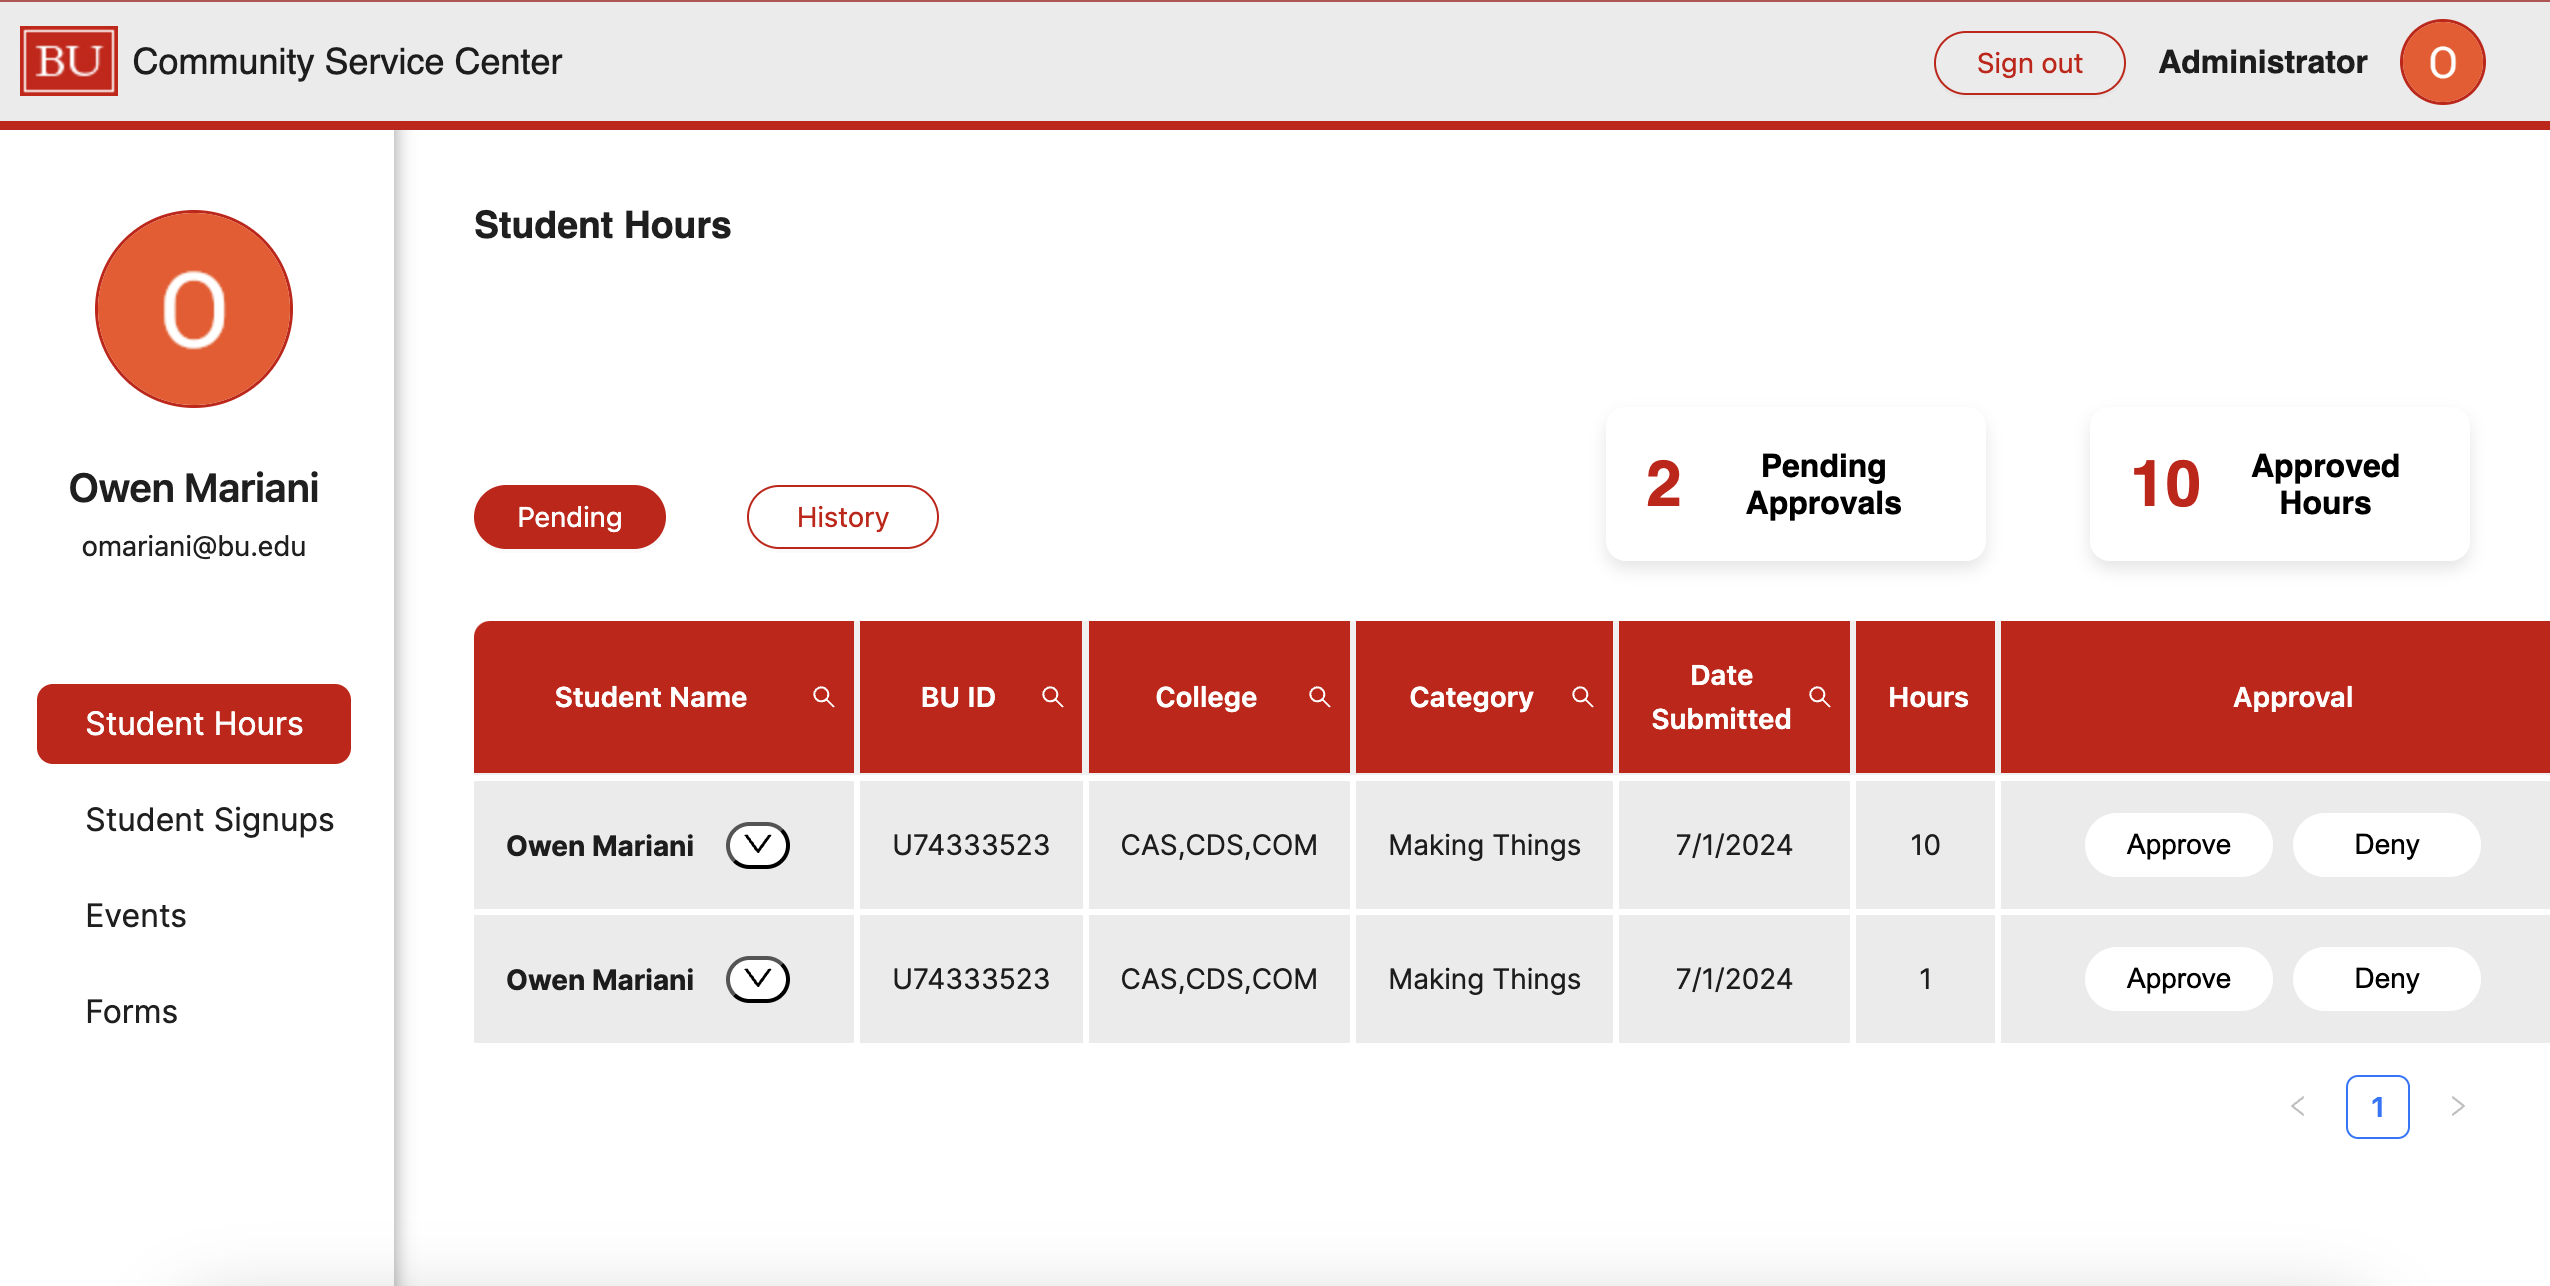 BU Community Service Center
Sign out
Administrator
O
O
Owen Mariani
omariani@bu.edu
Student Hours
Student Signups
Events
Forms
Student Hours
Pending
History
2
Pending
Approvals
10
Approved
Hours
Student Name
BU ID
College
Category
Date
Submitted
Hours
Approval
Owen Mariani U74333523 CAS,CDS,COM Making Things 7/1/2024 10 Approve Deny
Owen Mariani U74333523 CAS,CDS,COM Making Things 7/1/2024 1 Approve Deny
< 1 >